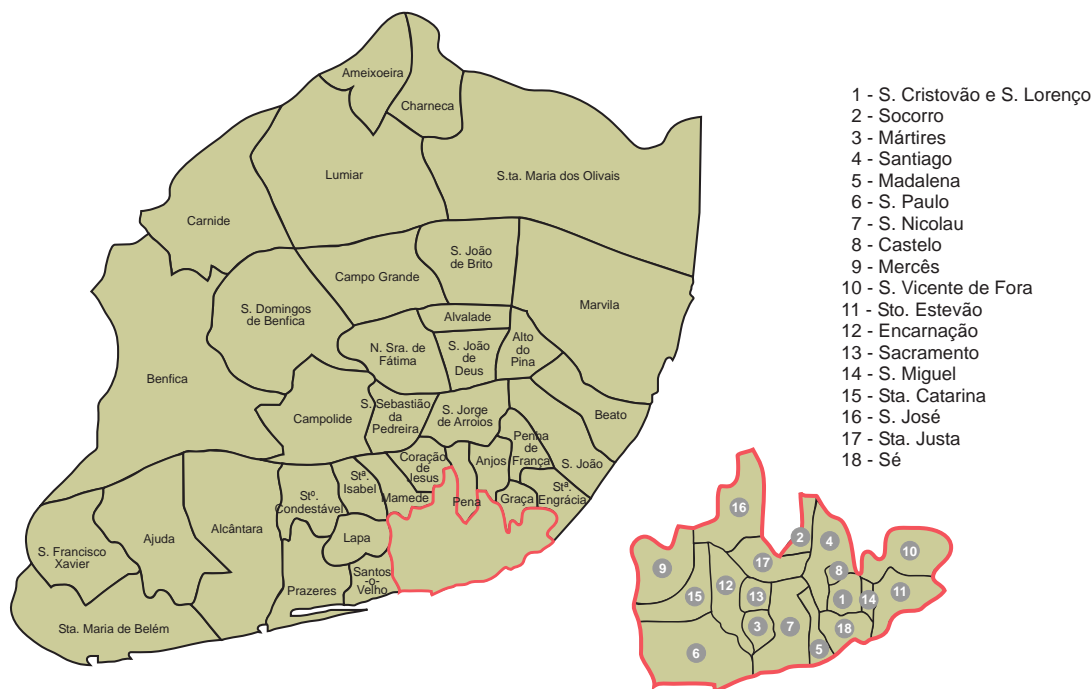 Ameixoeira
Charneca
Lumiar
S.ta. Maria dos Olivais
Carnide
S. João
de Brito
Campo Grande
Marvila
S. Domingos
de Benfica
Alvalade
Alto
do
Pina
N. Sra. de
Fátima
S. João
de
Deus
Benfica
S. Sebastião
da
Pedreira
Campolide
S. Jorge
de Arroios
Beato
Penha
de
França
Coração
de
Iesus
Anjos
S. João
Stª.
Isabel
Mamede
Pena
Graça
Stª.
Engrácia
Stº.
Condestável
Alcântara
Ajuda
Lapa
S. Francisco
Xavier
Santos
-o-
Velho
Prazeres
Sta. Maria de Belém
1 - S. Cristovão e S. Lorenço
2 - Socorro
3 - Mártires
4 - Santiago
5 - Madalena
6 - S. Paulo
7 - S. Nicolau
8 - Castelo
9 - Mercês
10 - S. Vicente de Fora
11 - Sto. Estevão
12 - Encarnação
13 - Sacramento
14 - S. Miguel
15 - Sta. Catarina
16 - S. José
17 - Sta. Justa
18 - Sé
16
2
4
10
17
9
8
12
11
15
13
1
14
3
7
18
5
6